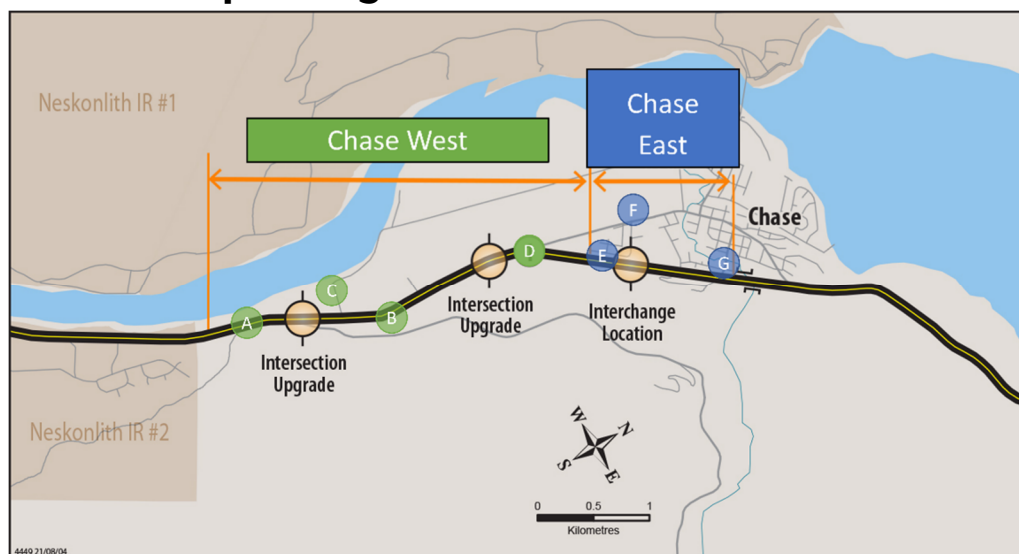 Neskonlith IR #1
Chase West
Chase
East
F
Chase
C
D
E
G
A
B
Intersection
Upgrade
Intersection
Upgrade
Interchange
Location
Neskonlith IR #2
W
N
S
E
0
0.5
1
Kilometres
4449 21/08/04